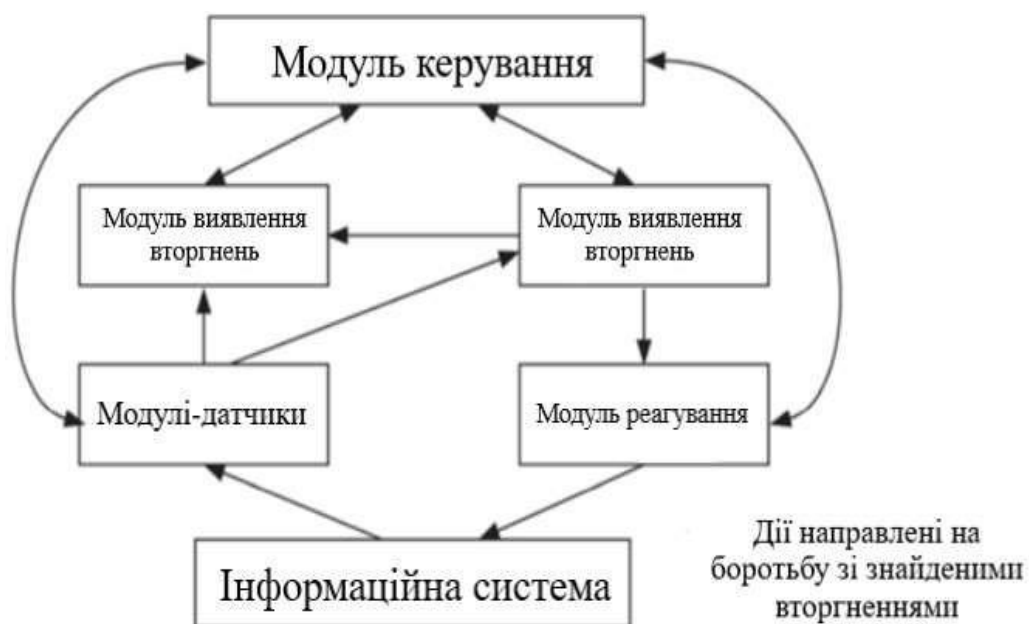 Модуль керування
Модуль виявлення
вторгнень
Модуль виявлення
вторгнень
Модулі-датчики
Модуль реагування
Інформаційна система
Дії направлені на
боротьбу зі знайденими
вторгненнями